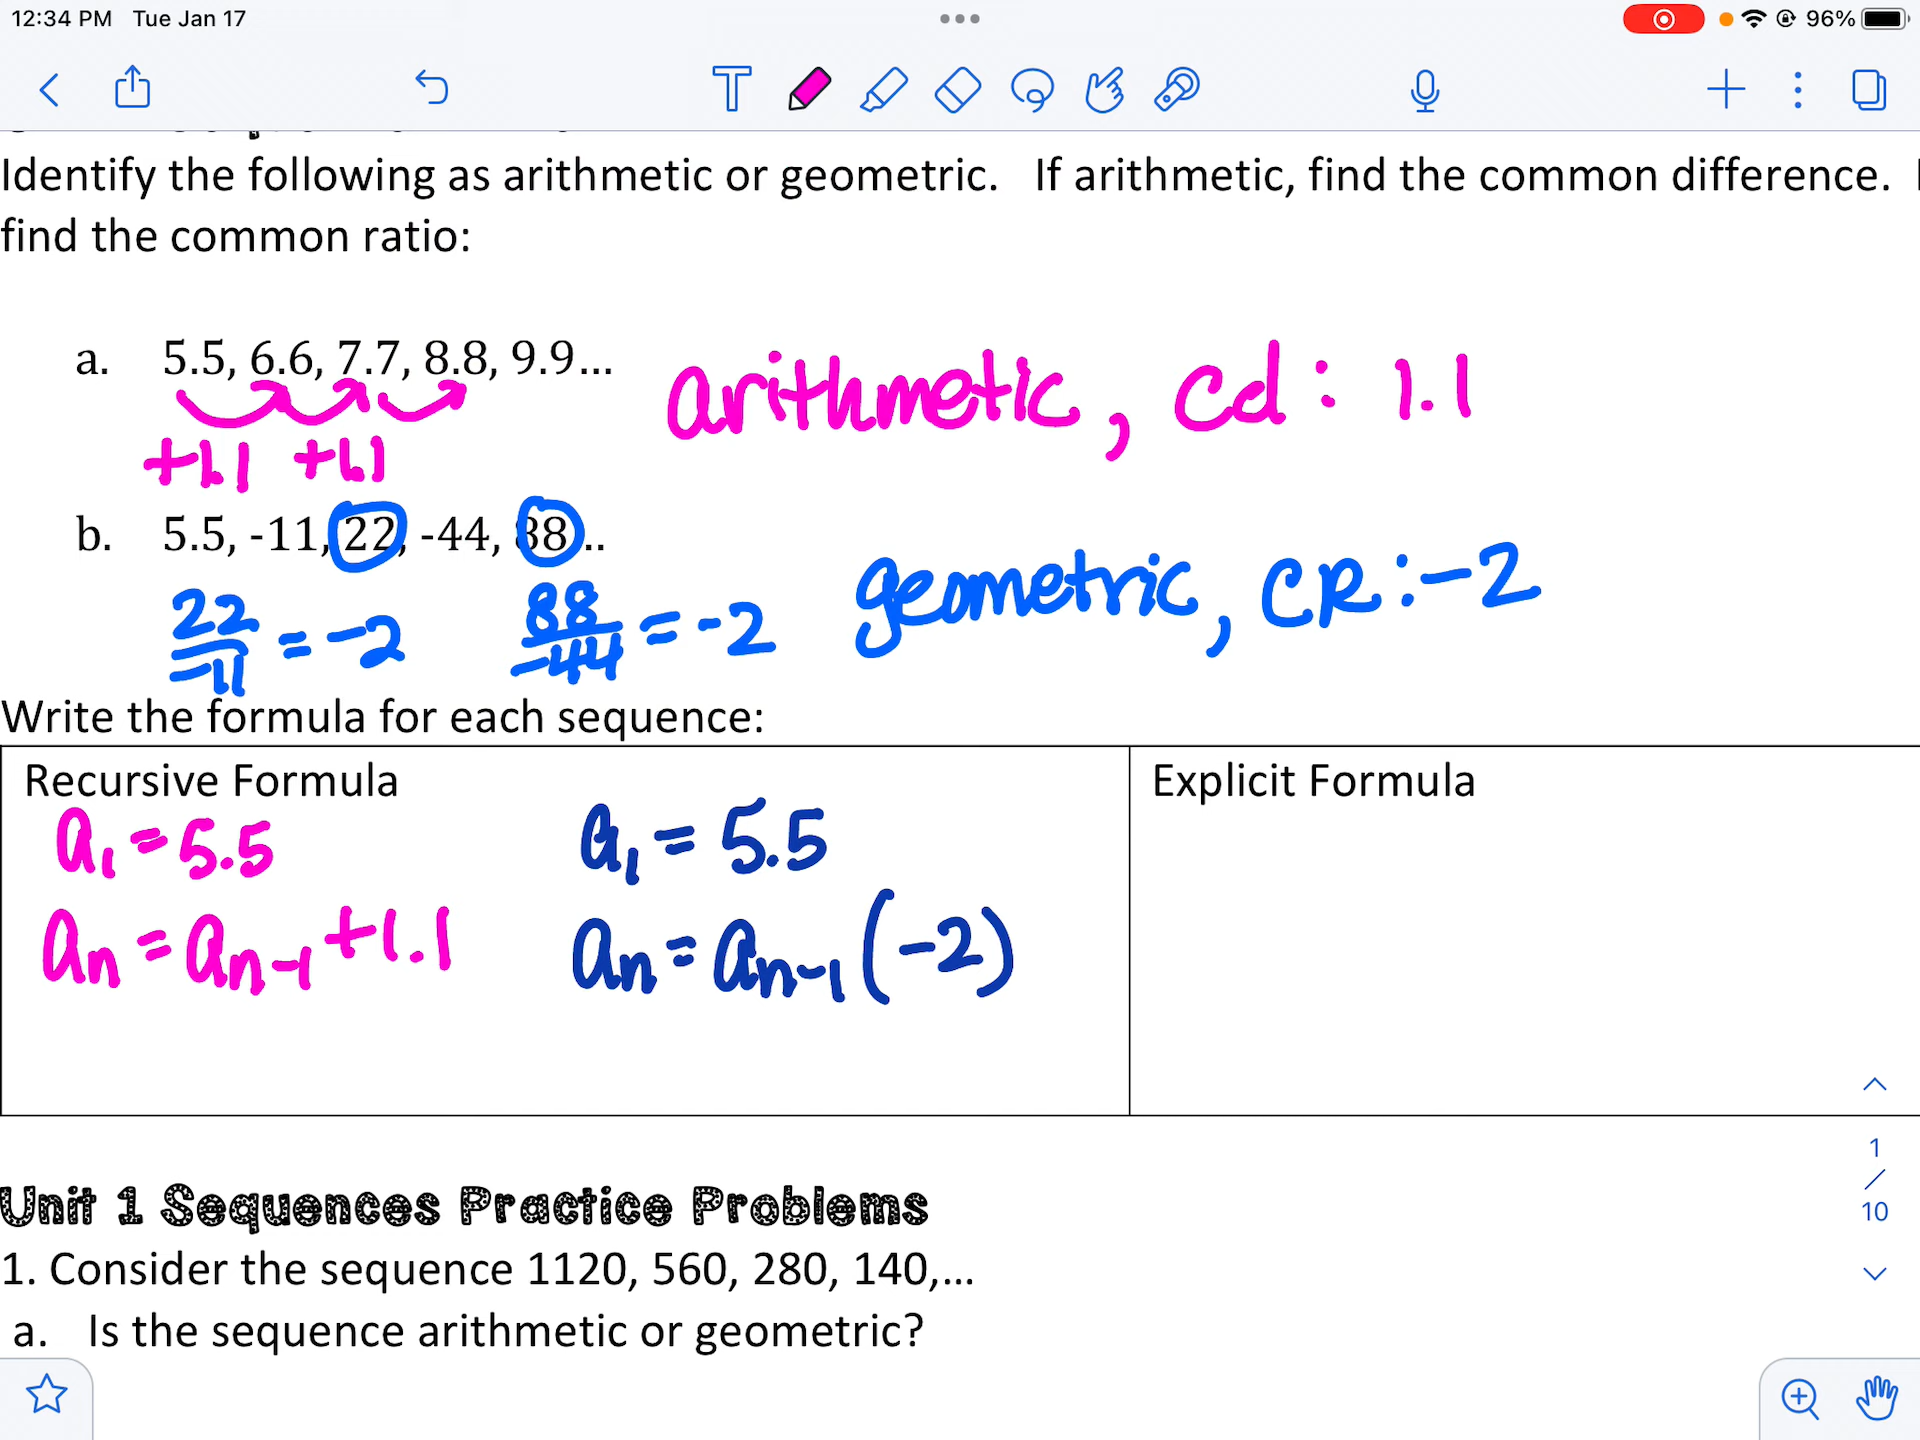 12:34 PM Tue Jan 17
96%
Identify the following as arithmetic or geometric. If arithmetic, find the common difference.
find the common ratio:
a. 5.5, 6.6, 7.7, 8.8, 9.9...
arithmetic, cd: 1.1
+1.1 +1.1
b. 5.5, -11, 22, -44, 88...
22/-11 = -2
88/-44 = -2
geometric, CR: -2
Write the formula for each sequence:
Recursive Formula
Explicit Formula
a₁ = 5.5
a₁ = 5.5
aₙ = aₙ₋₁ + 1.1
aₙ = aₙ₋₁ (-2)
Unit 1 Sequences Practice Problems
1. Consider the sequence 1120, 560, 280, 140,...
a. Is the sequence arithmetic or geometric?
1
/
10